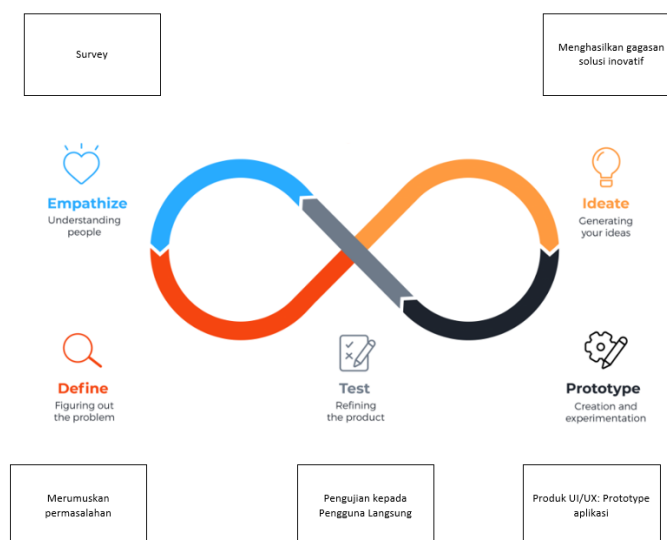 Survey
Menghasilkan gagasan
solusi inovatif
Empathize
Understanding
people
Ideate
Generating
your ideas
Define
Figuring out
the problem
Test
Refining
the product
Prototype
Creation and
experimentation
Merumuskan
permasalahan
Pengujian kepada
Pengguna Langsung
Produk UI/UX: Prototype
aplikasi